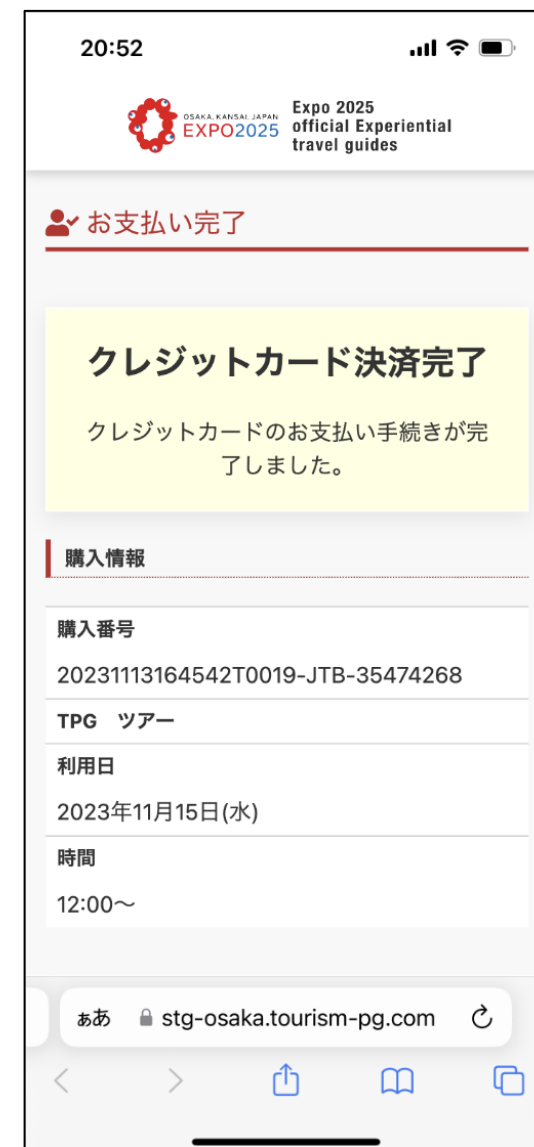 20:52
OSAKA, KANSAI, JAPAN
EXPO2025
Expo 2025
official Experiential
travel guides
お支払い完了
クレジットカード決済完了
クレジットカードのお支払い手続きが完
了しました。
購入情報
購入番号
20231113164542T0019-JTB-35474268
TPG　ツアー
利用日
2023年11月15日(水)
時間
12:00〜
ぁあ stg-osaka.tourism-pg.com